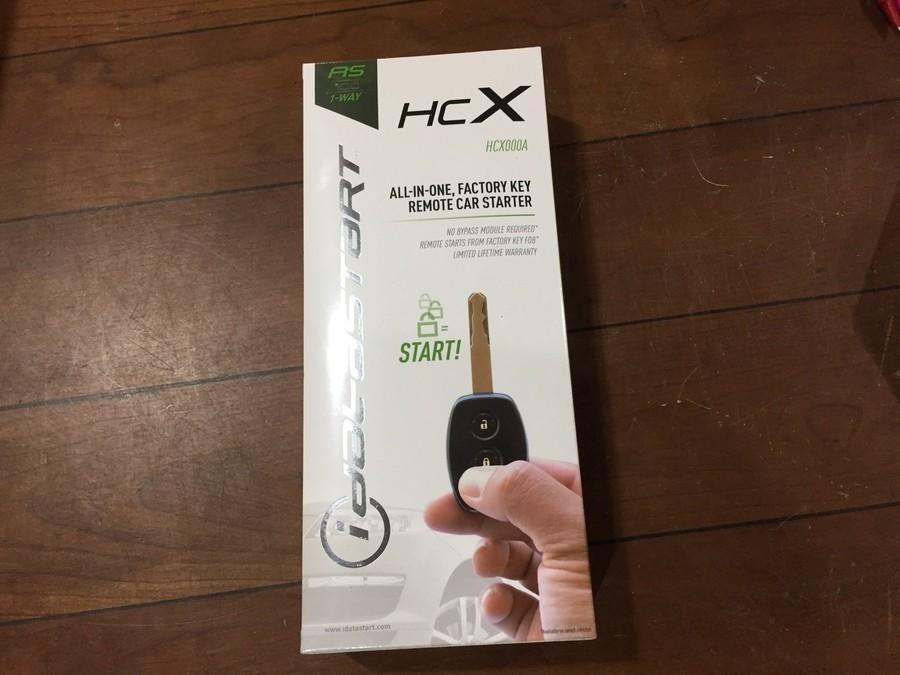 RS
1-WAY
HCX
HCX000A
iDATASTART
ALL-IN-ONE, FACTORY KEY
REMOTE CAR STARTER
NO BYPASS MODULE REQUIRED*
REMOTE STARTS FROM FACTORY KEY FOB*
LIMITED LIFETIME WARRANTY
=
START!
www.idatastart.com